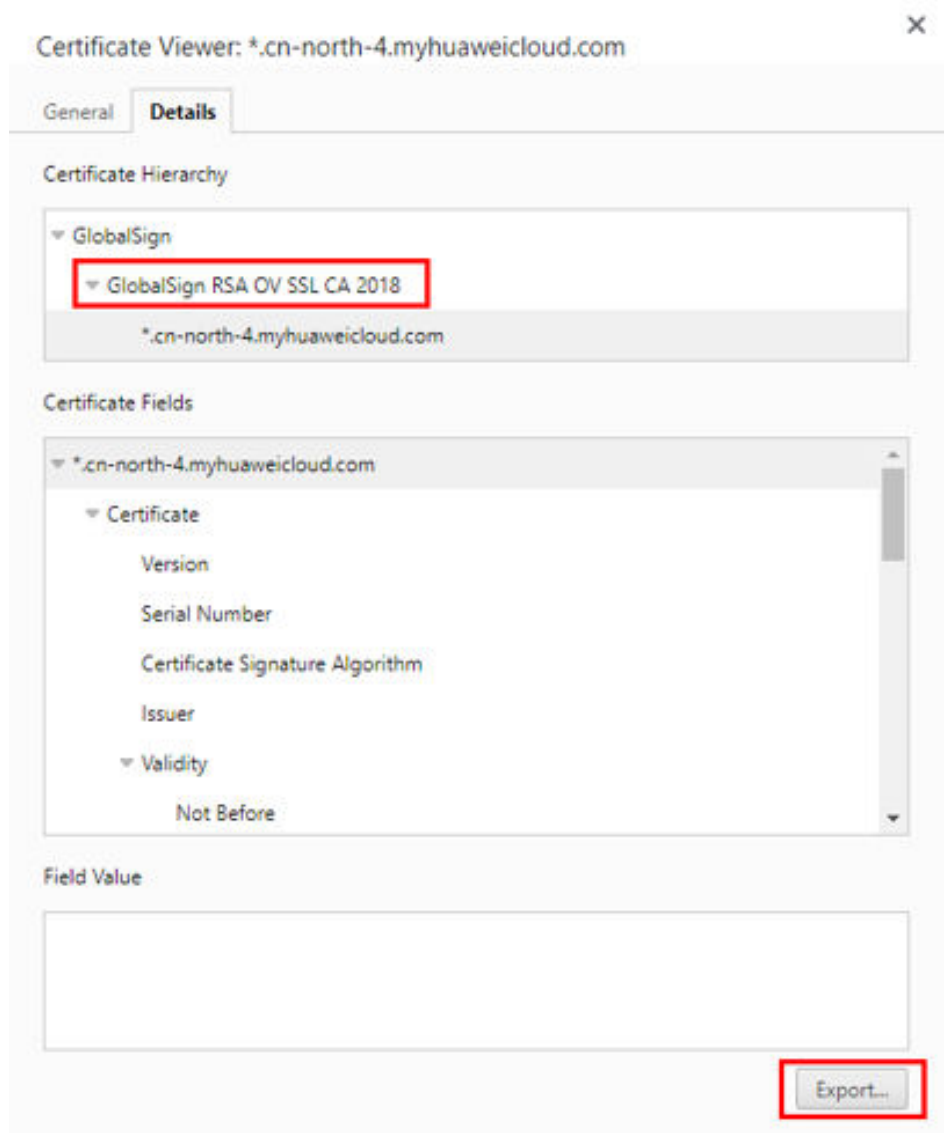 Certificate Viewer: *.cn-north-4.myhuaweicloud.com
General Details
Certificate Hierarchy
GlobalSign
GlobalSign RSA OV SSL CA 2018
*.cn-north-4.myhuaweicloud.com
Certificate Fields
*.cn-north-4.myhuaweicloud.com
Certificate
Version
Serial Number
Certificate Signature Algorithm
Issuer
Validity
Not Before
Field Value
Export...